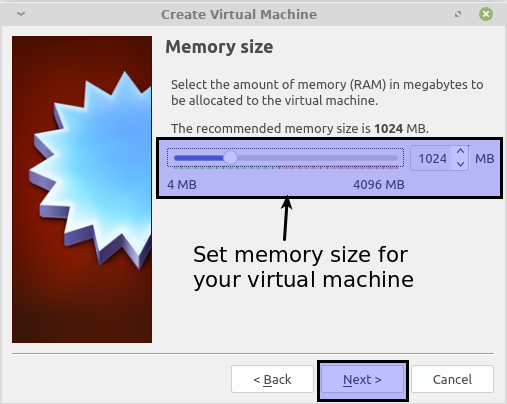 Create Virtual Machine
Memory size
Select the amount of memory (RAM) in megabytes to
be allocated to the virtual machine.
The recommended memory size is 1024 MB.
1024 MB
4 MB 4096 MB
Set memory size for
your virtual machine
< Back Next > Cancel